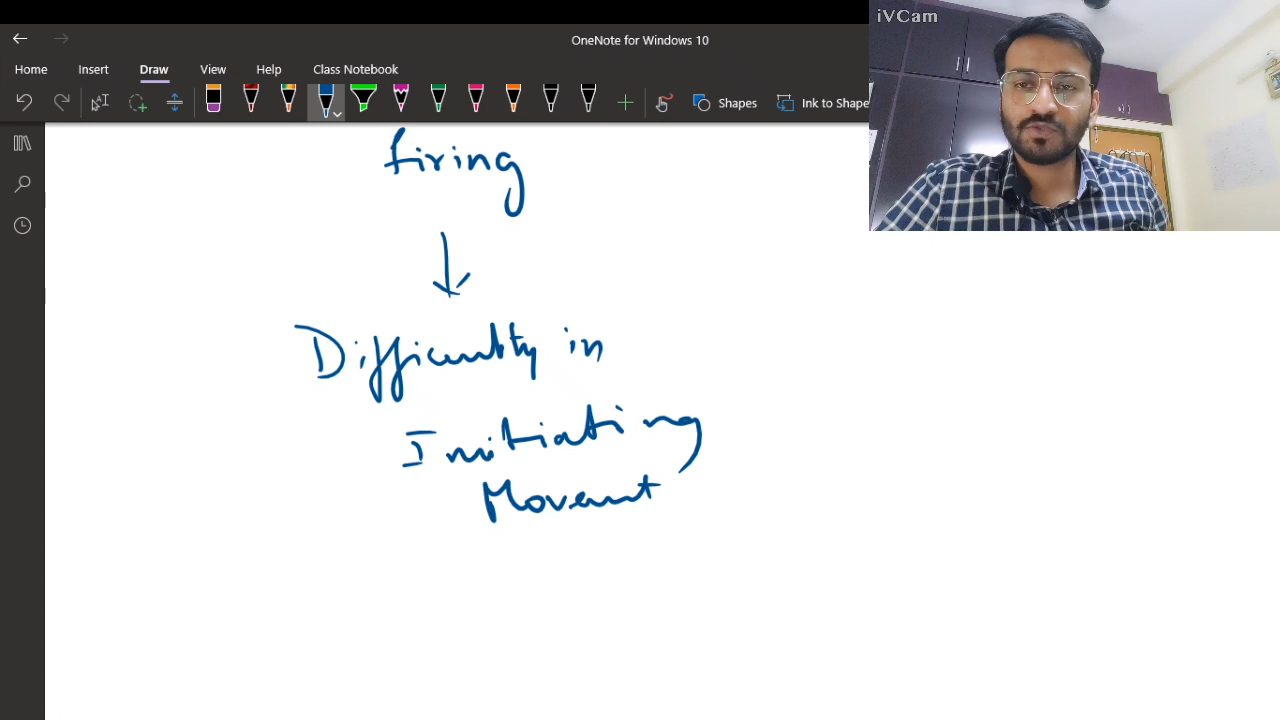 iVCam
OneNote for Windows 10
Home Insert Draw View Help Class Notebook
Shapes Ink to Shape
firing
Difficulty in
Initiating
Movement